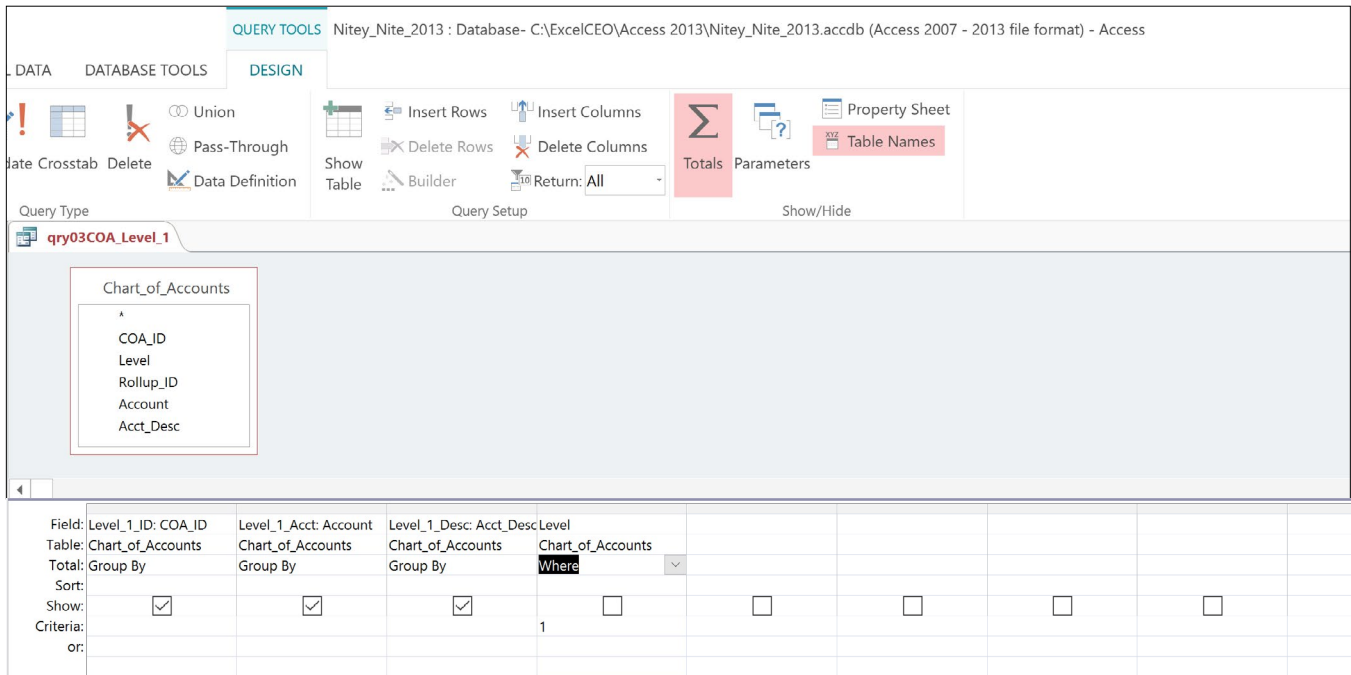 QUERY TOOLS Nitey_Nite_2013 : Database- C:\ExcelCEO\Access 2013\Nitey_Nite_2013.accdb (Access 2007 - 2013 file format) - Access
L DATA DATABASE TOOLS DESIGN
Union
Pass-Through
Data Definition
date Crosstab Delete
Query Type
Show
Table
Insert Rows
Delete Rows
Builder
Insert Columns
Delete Columns
Return: All
Query Setup
Totals
Parameters
Property Sheet
XYZ Table Names
Show/Hide
qry03COA_Level_1
Chart_of_Accounts
*
COA_ID
Level
Rollup_ID
Account
Acct_Desc
Field: Level_1_ID: COA_ID Level_1_Acct: Account Level_1_Desc: Acct_Desc Level
Table: Chart_of_Accounts Chart_of_Accounts Chart_of_Accounts Chart_of_Accounts
Total: Group By Group By Group By Where
Sort:
Show:
Criteria: 1
or: